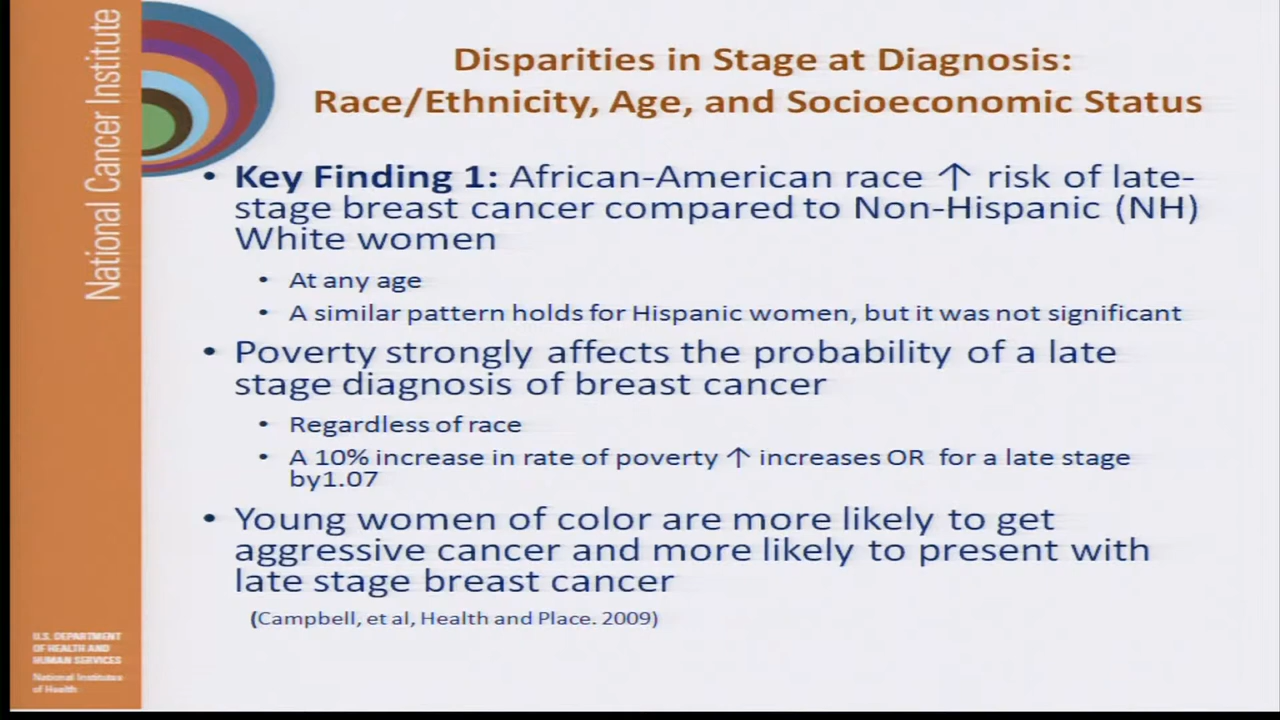 National Cancer Institute
Disparities in Stage at Diagnosis:
Race/Ethnicity, Age, and Socioeconomic Status
• Key Finding 1: African-American race ↑ risk of late-
stage breast cancer compared to Non-Hispanic (NH)
White women
• At any age
• A similar pattern holds for Hispanic women, but it was not significant
• Poverty strongly affects the probability of a late
stage diagnosis of breast cancer
• Regardless of race
• A 10% increase in rate of poverty ↑ increases OR for a late stage
by1.07
• Young women of color are more likely to get
aggressive cancer and more likely to present with
late stage breast cancer
(Campbell, et al, Health and Place. 2009)
U.S. DEPARTMENT
OF HEALTH AND
HUMAN SERVICES
National Institutes
of Health